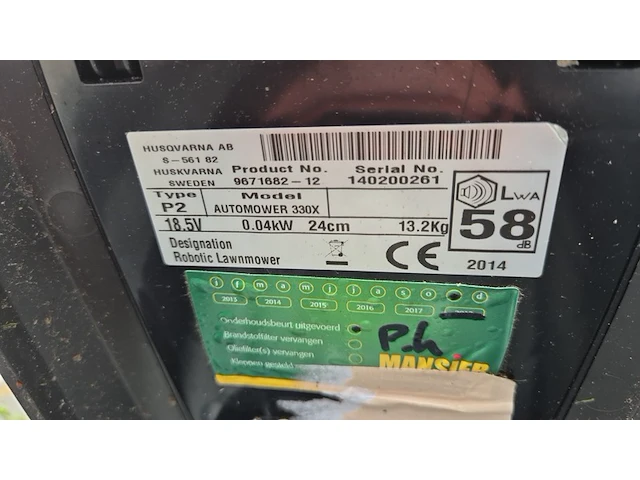 HUSQVARNA AB
S-561 82
HUSKVARNA
SWEDEN
Product No. Serial No.
9671682-12 140200261
Type Model
P2 AUTOMOWER 330X
18.5V 0.04kW 24cm 13.2Kg
LWA
58
dB
Designation
Robotic Lawnmower
CE
2014
j f m a m j j a s o d
2013 2014 2015 2016 2017
Onderhoudsbeurt uitgevoerd
Brandstoffilter vervangen
Oliefilter(s) vervangen
Kleppen gesteld
P.h
MANSIER